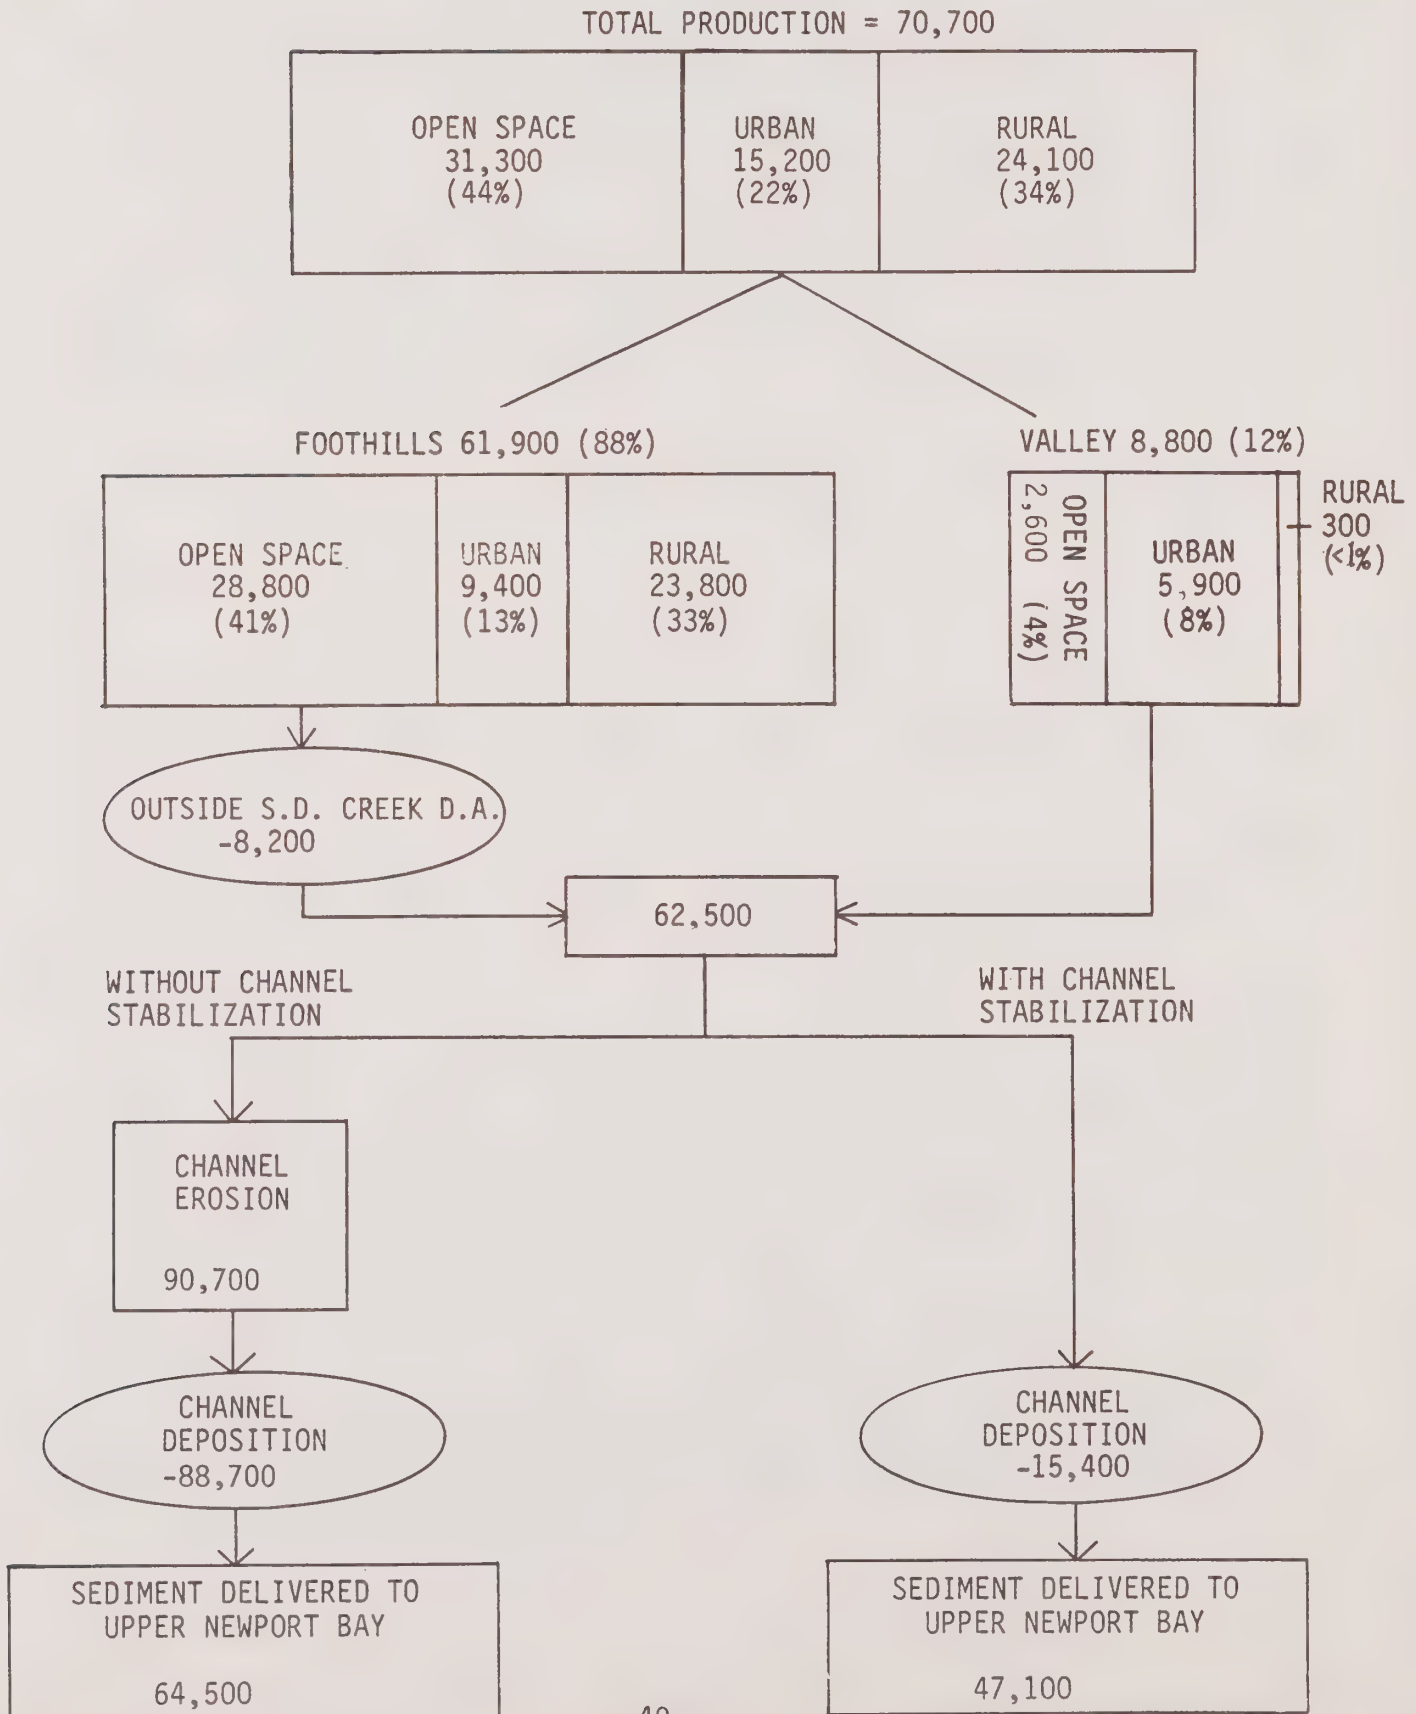 TOTAL PRODUCTION = 70,700
OPEN SPACE
31,300
(44%)
URBAN
15,200
(22%)
RURAL
24,100
(34%)
FOOTHILLS 61,900 (88%)
VALLEY 8,800 (12%)
OPEN SPACE
28,800
(41%)
URBAN
9,400
(13%)
RURAL
23,800
(33%)
OPEN SPACE
2,600 (4%)
URBAN
5,900
(8%)
RURAL
300
(<1%)
OUTSIDE S.D. CREEK D.A.
-8,200
62,500
WITHOUT CHANNEL
STABILIZATION
WITH CHANNEL
STABILIZATION
CHANNEL
EROSION
90,700
CHANNEL
DEPOSITION
-88,700
CHANNEL
DEPOSITION
-15,400
SEDIMENT DELIVERED TO
UPPER NEWPORT BAY
64,500
SEDIMENT DELIVERED TO
UPPER NEWPORT BAY
47,100